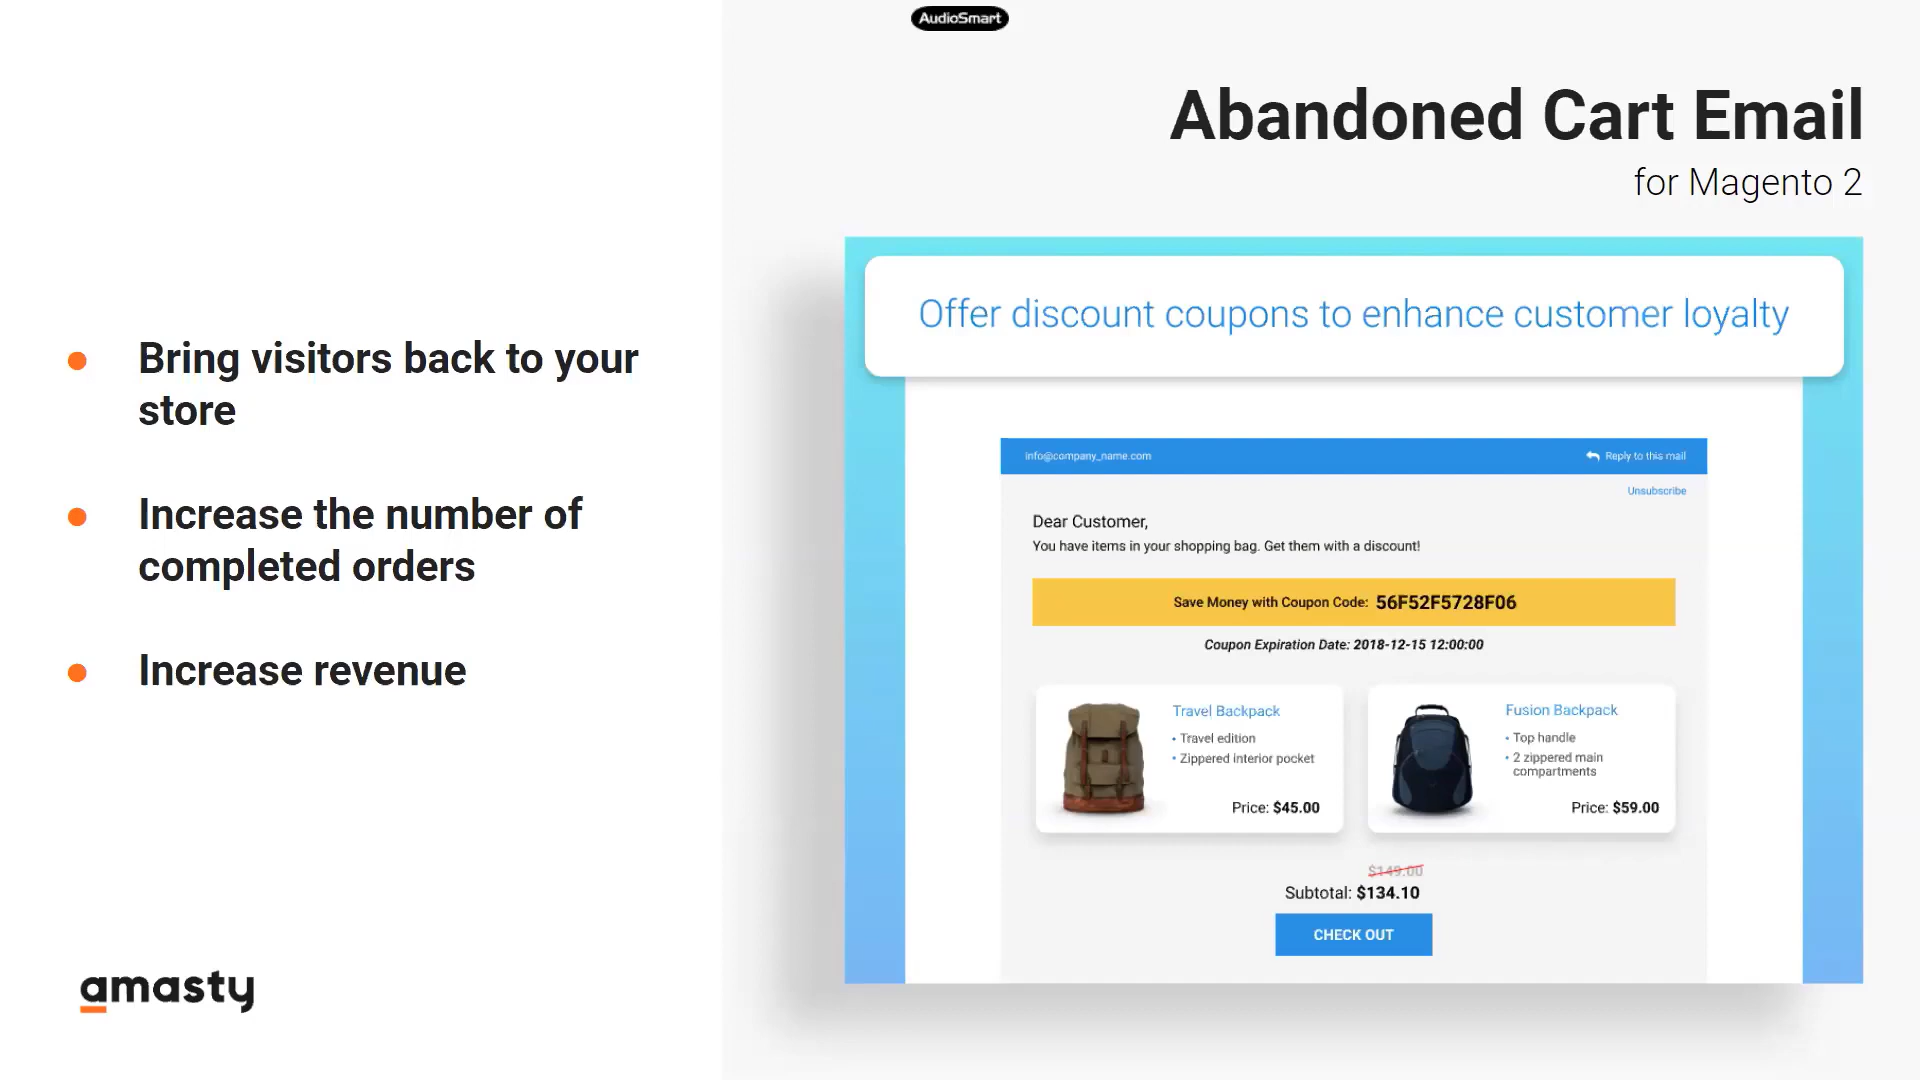 AudioSmart
Abandoned Cart Email
for Magento 2
• Bring visitors back to your
store
• Increase the number of
completed orders
• Increase revenue
amasty
Offer discount coupons to enhance customer loyalty
info@company_name.com
Reply to this mail
Unsubscribe
Dear Customer,
You have items in your shopping bag. Get them with a discount!
Save Money with Coupon Code: 56F52F5728F06
Coupon Expiration Date: 2018-12-15 12:00:00
Travel Backpack
• Travel edition
• Zippered interior pocket
Price: $45.00
Fusion Backpack
• Top handle
• 2 zippered main
compartments
Price: $59.00
$149.00
Subtotal: $134.10
CHECK OUT